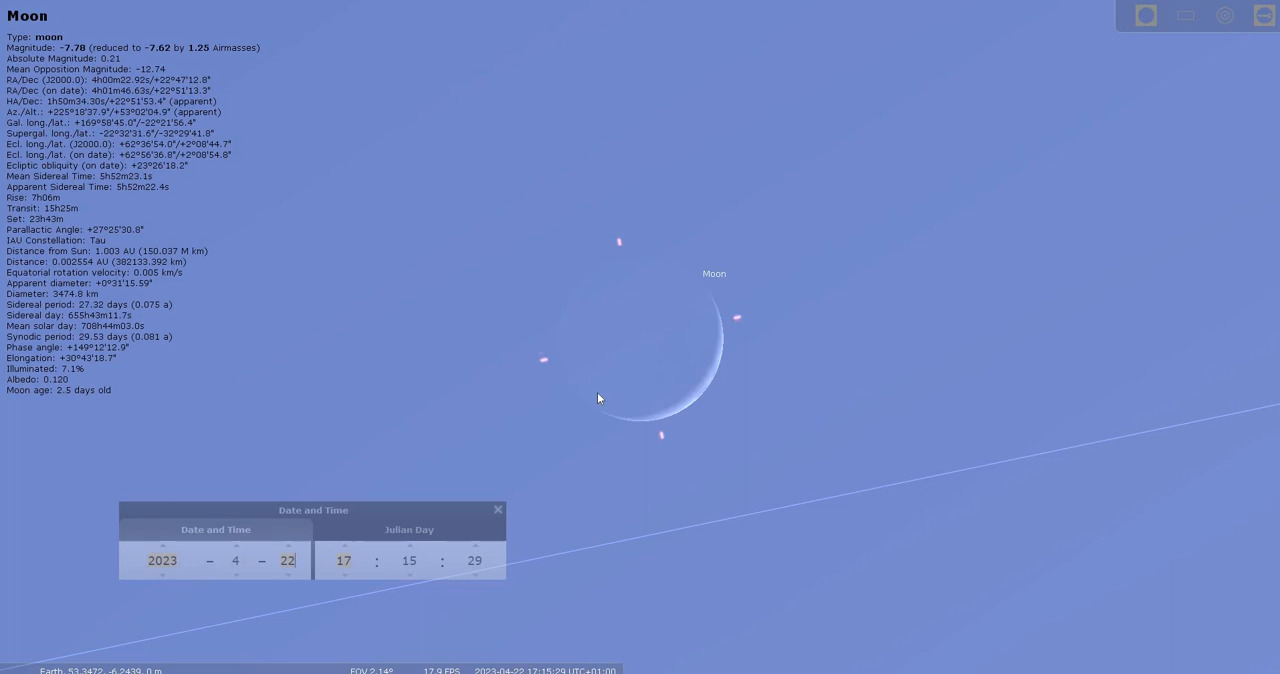 Moon
Type: moon
Magnitude: -7.78 (reduced to -7.62 by 1.25 Airmasses)
Absolute Magnitude: 0.21
Mean Opposition Magnitude: -12.74
RA/Dec (J2000.0): 4h00m22.92s/+22°47'12.8"
RA/Dec (on date): 4h01m46.63s/+22°51'13.3"
HA/Dec: 1h50m34.30s/+22°51'53.4" (apparent)
Az./Alt.: +225°18'37.9"/+53°02'04.9" (apparent)
Gal. long./lat.: +169°58'45.0"/-22°21'56.4"
Supergal. long./lat.: -22°32'31.6"/-32°29'41.8"
Ecl. long./lat. (J2000.0): +62°36'54.0"/+2°08'44.7"
Ecl. long./lat. (on date): +62°56'36.8"/+2°08'54.8"
Ecliptic obliquity (on date): +23°26'18.2"
Mean Sidereal Time: 5h52m23.1s
Apparent Sidereal Time: 5h52m22.4s
Rise: 7h06m
Transit: 15h25m
Set: 23h43m
Parallactic Angle: +27°25'30.8"
IAU Constellation: Tau
Distance from Sun: 1.003 AU (150.037 M km)
Distance: 0.002554 AU (382133.392 km)
Equatorial rotation velocity: 0.005 km/s
Apparent diameter: +0°31'15.59"
Diameter: 3474.8 km
Sidereal period: 27.32 days (0.075 a)
Sidereal day: 655h43m11.7s
Mean solar day: 708h44m03.0s
Synodic period: 29.53 days (0.081 a)
Phase angle: +149°12'12.9"
Elongation: +30°43'18.7"
Illuminated: 7.1%
Albedo: 0.120
Moon age: 2.5 days old
Moon
Date and Time
Date and Time Julian Day
2023 - 4 - 22 17 : 15 : 29
Earth, 53.3472, -6.2439, 0 m FOV 2.14° 17.9 FPS 2023-04-22 17:15:29 UTC+01:00